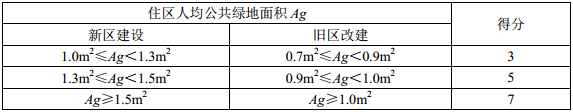 住区人均公共绿地面积 Ag 得分
新区建设 旧区改建
1.0m²≤Ag＜1.3m² 0.7m²≤Ag＜0.9m² 3
1.3m²≤Ag＜1.5m² 0.9m²≤Ag＜1.0m² 5
Ag≥1.5m² Ag≥1.0m² 7